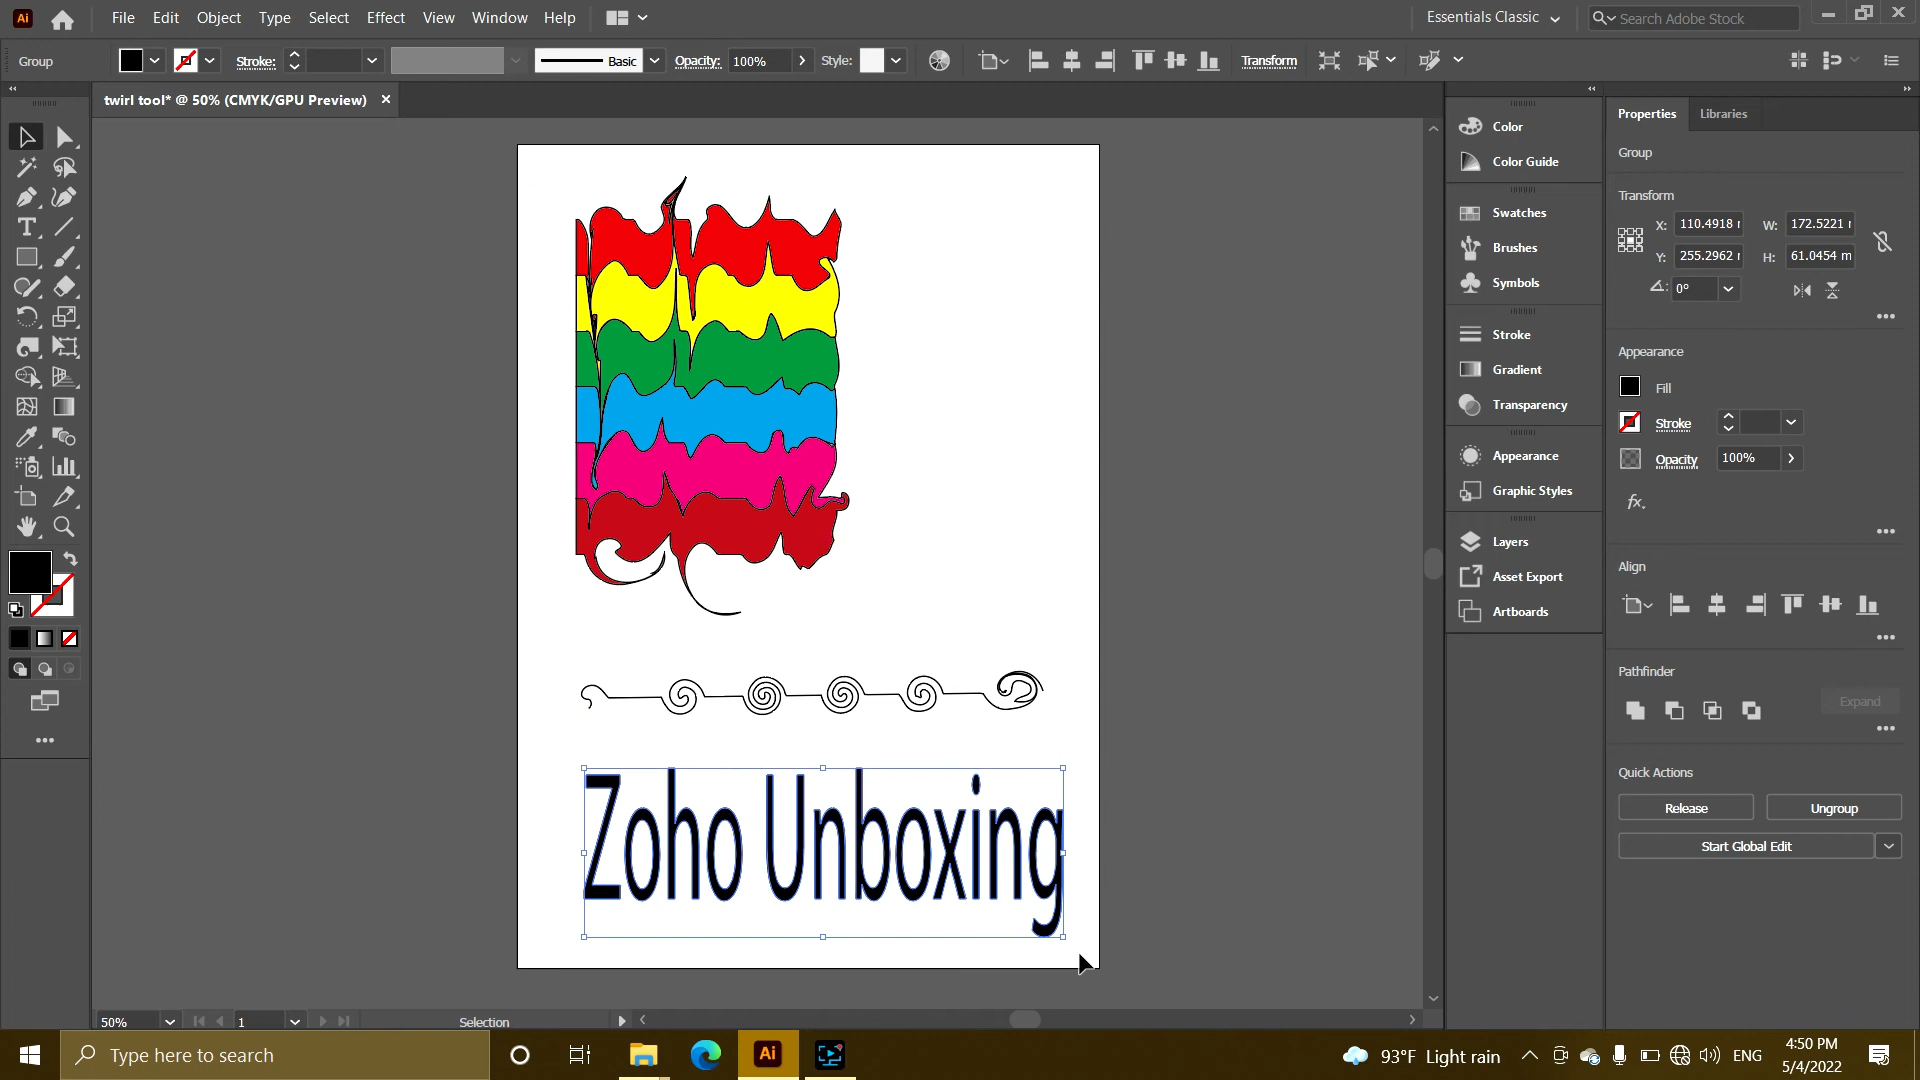 Ai File Edit Object Type Select Effect View Window Help Essentials Classic Search Adobe Stock
Group Stroke: Basic Opacity: 100% Style: Transform
twirl tool* @ 50% (CMYK/GPU Preview) ×
Properties Libraries
Color
Color Guide
Swatches
Brushes
Symbols
Stroke
Gradient
Transparency
Appearance
Graphic Styles
Layers
Asset Export
Artboards
Group
Transform
X: 110.4918 W: 172.5221
Y: 255.2962 H: 61.0454 m
0°
Appearance
Fill
Stroke
Opacity 100%
fx.
Align
Pathfinder
Expand
Quick Actions
Release Ungroup
Start Global Edit
Zoho Unboxing
50% 1 Selection
Type here to search
Ai
93°F Light rain ENG
4:50 PM
5/4/2022